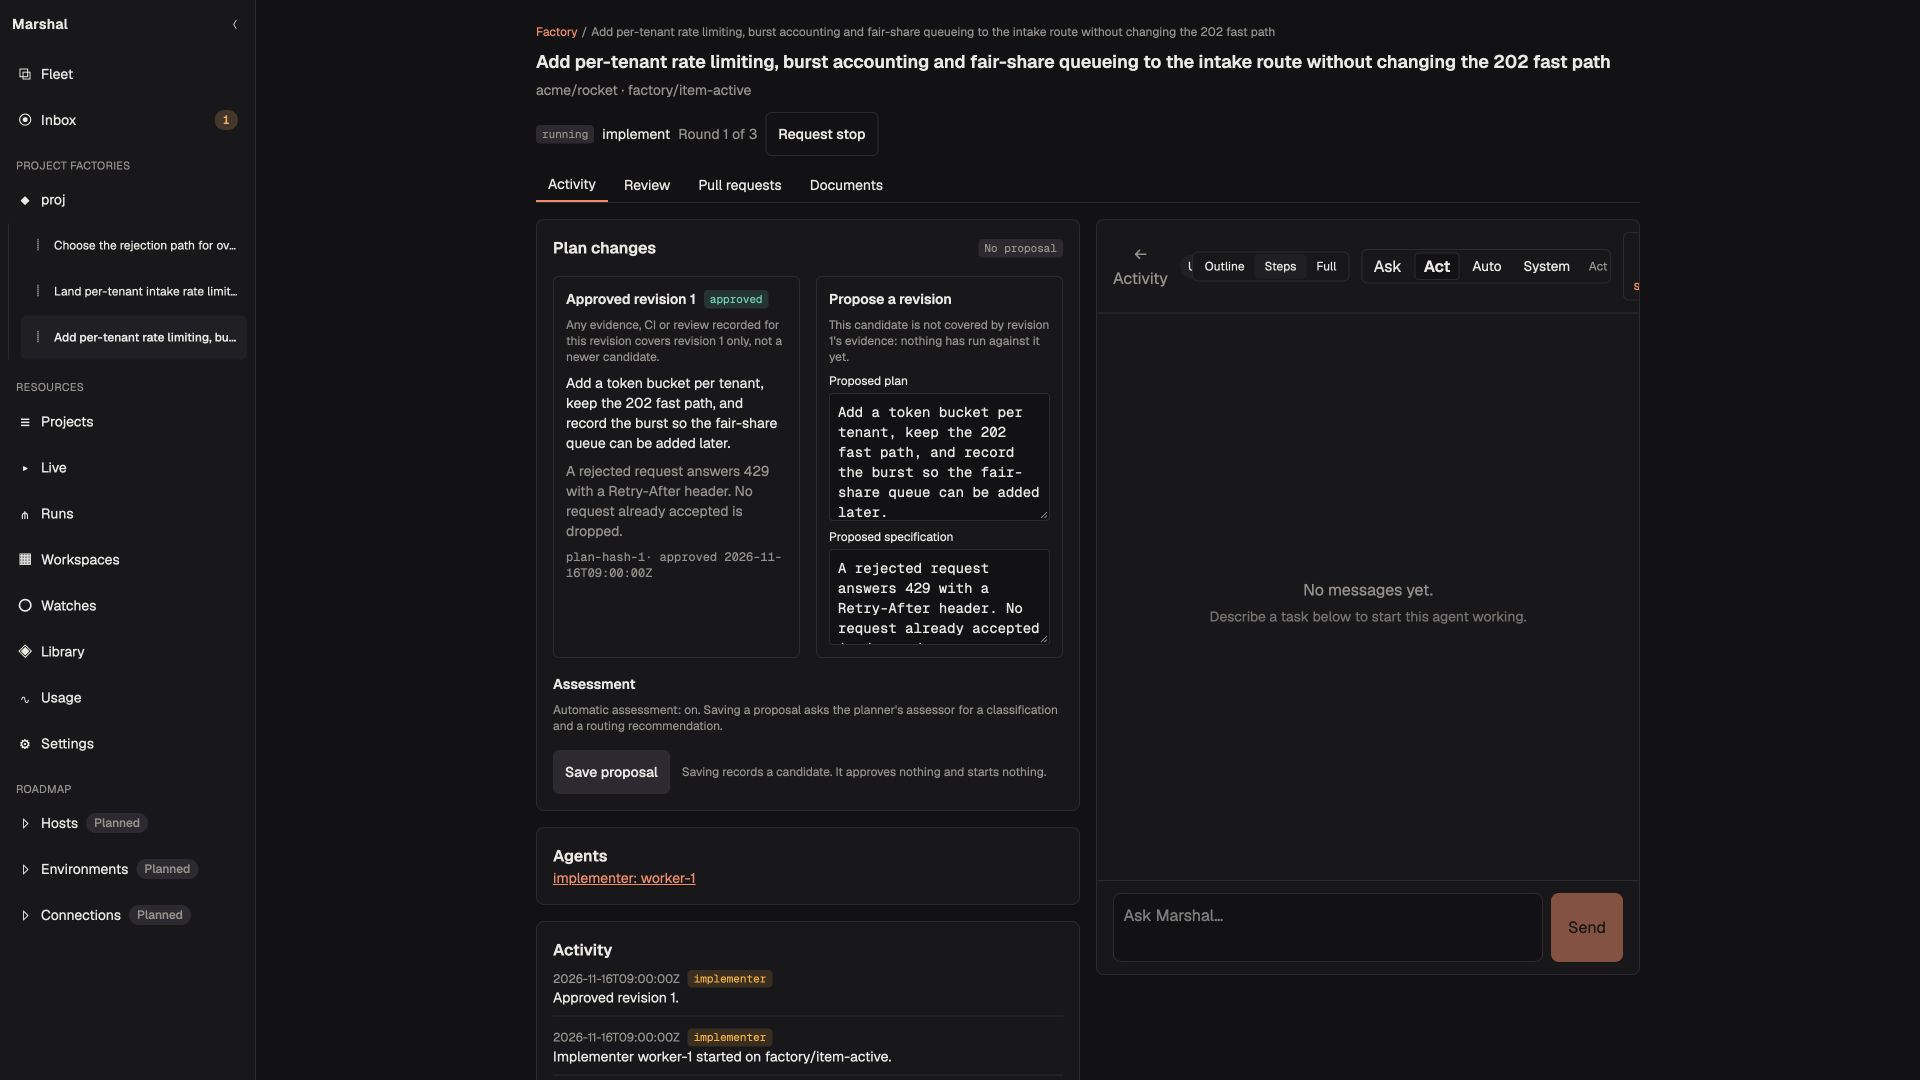 Marshal
Fleet
Inbox
1
PROJECT FACTORIES
proj
Choose the rejection path for ov...
Land per-tenant intake rate limit...
Add per-tenant rate limiting, bu...
RESOURCES
Projects
Live
Runs
Workspaces
Watches
Library
Usage
Settings
ROADMAP
Hosts Planned
Environments Planned
Connections Planned
Factory / Add per-tenant rate limiting, burst accounting and fair-share queueing to the intake route without changing the 202 fast path
Add per-tenant rate limiting, burst accounting and fair-share queueing to the intake route without changing the 202 fast path
acme/rocket · factory/item-active
running implement Round 1 of 3 Request stop
Activity Review Pull requests Documents
Plan changes
No proposal
Approved revision 1 approved
Any evidence, CI or review recorded for
this revision covers revision 1 only, not a
newer candidate.
Add a token bucket per tenant,
keep the 202 fast path, and
record the burst so the fair-share
queue can be added later.
A rejected request answers 429
with a Retry-After header. No
request already accepted is
dropped.
plan-hash-1· approved 2026-11-
16T09:00:00Z
Propose a revision
This candidate is not covered by revision
1's evidence: nothing has run against it
yet.
Proposed plan
Add a token bucket per
tenant, keep the 202
fast path, and record
the burst so the fair-
share queue can be added
later.
Proposed specification
A rejected request
answers 429 with a
Retry-After header. No
request already accepted
Assessment
Automatic assessment: on. Saving a proposal asks the planner's assessor for a classification
and a routing recommendation.
Save proposal
Saving records a candidate. It approves nothing and starts nothing.
Agents
implementer: worker-1
Activity
2026-11-16T09:00:00Z implementer
Approved revision 1.
2026-11-16T09:00:00Z implementer
Implementer worker-1 started on factory/item-active.
← Activity
Outline Steps Full
Ask Act Auto System Act
No messages yet.
Describe a task below to start this agent working.
Ask Marshal...
Send